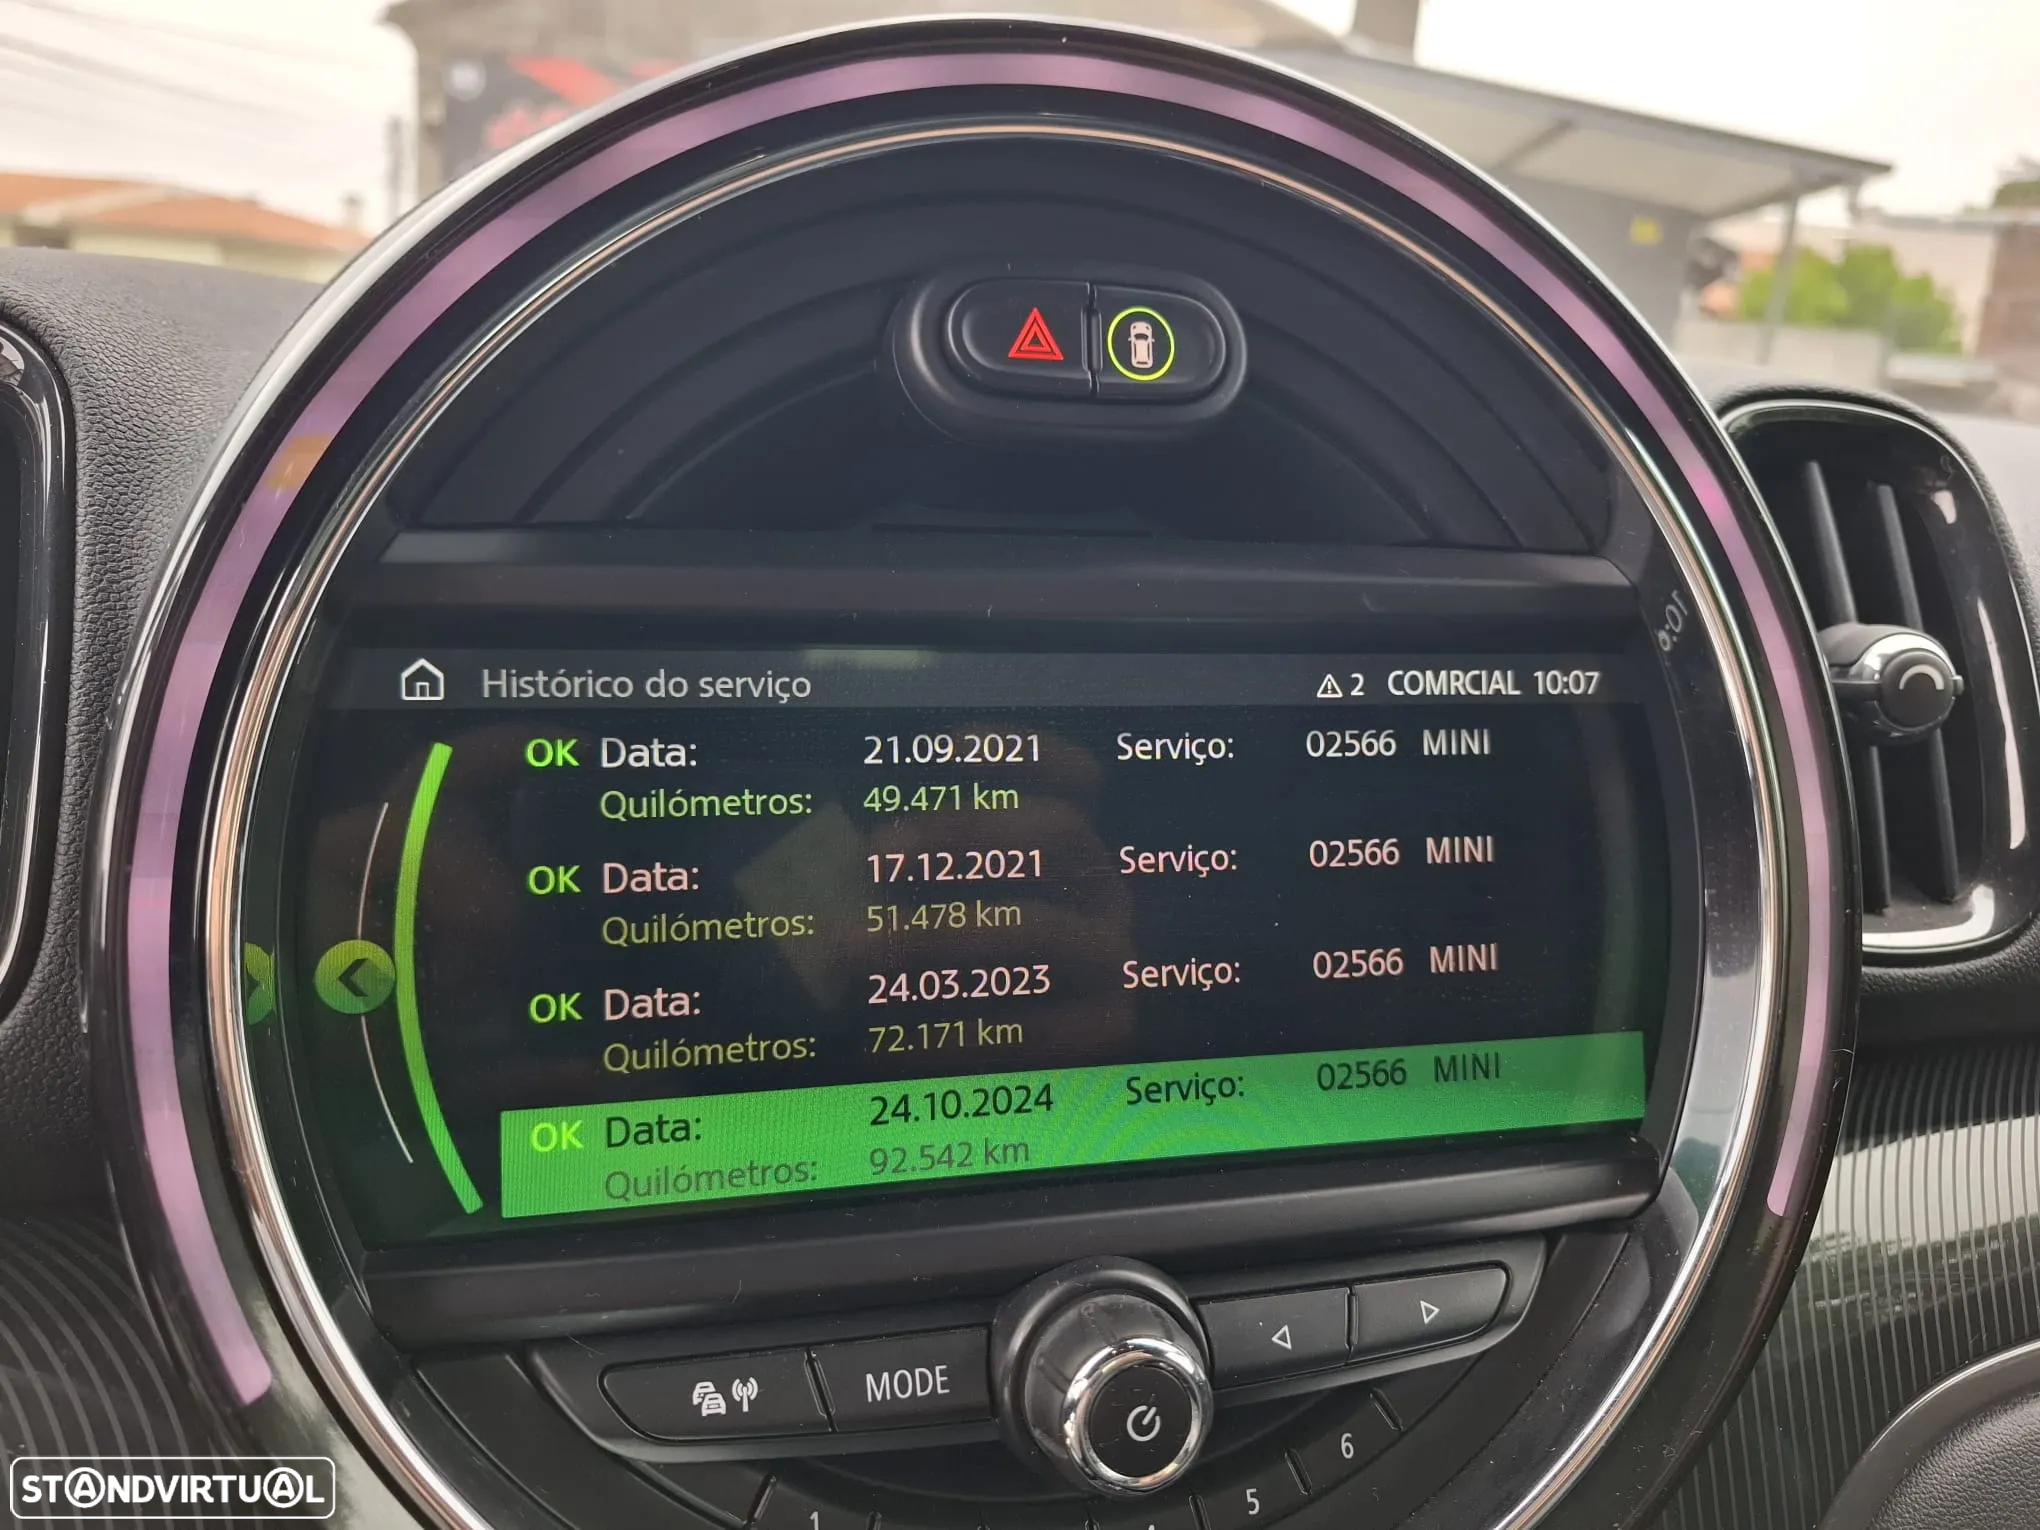 Histórico do serviço 2 COMRCIAL 10:07
OK Data: 21.09.2021 Serviço: 02566 MINI
Quilómetros: 49.471 km
OK Data: 17.12.2021 Serviço: 02566 MINI
Quilómetros: 51.478 km
OK Data: 24.03.2023 Serviço: 02566 MINI
Quilómetros: 72.171 km
OK Data: 24.10.2024 Serviço: 02566 MINI
Quilómetros: 92.542 km
MODE
1 4 5 6
STANDVIRTUAL